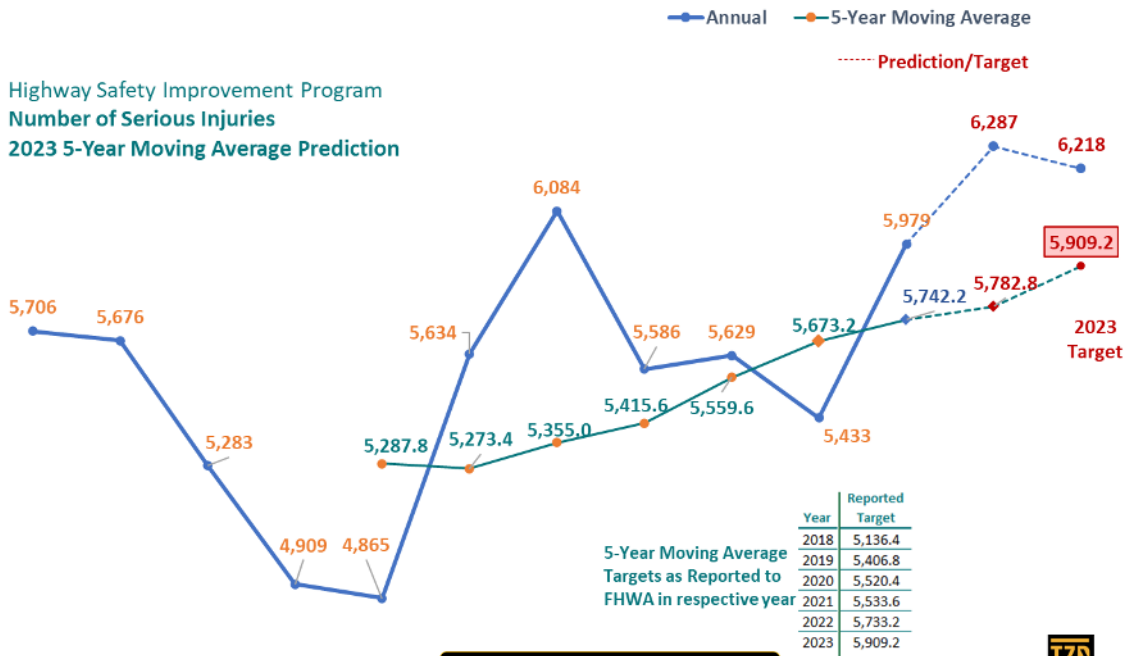 Annual
5-Year Moving Average
Prediction/Target
Highway Safety Improvement Program
Number of Serious Injuries
2023 5-Year Moving Average Prediction
6,287
6,218
6,084
5,979
5,909.2
5,706
5,676
5,634
5,586
5,629
5,673.2
5,742.2
5,782.8
2023
Target
5,283
5,287.8
5,273.4
5,355.0
5,415.6
5,559.6
5,433
4,909
4,865
5-Year Moving Average
Targets as Reported to
FHWA in respective year
Reported
Year Target
2018 5,136.4
2019 5,406.8
2020 5,520.4
2021 5,533.6
2022 5,733.2
2023 5,909.2